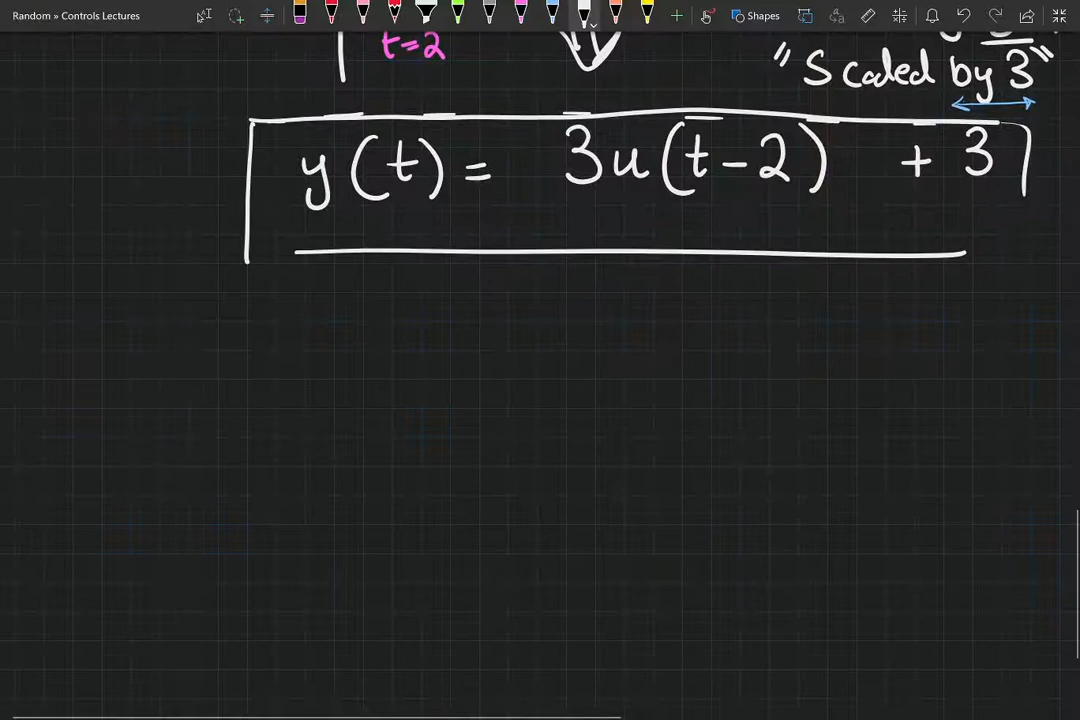 Random » Controls Lectures
Shapes
t=2
"Scaled by 3"
y(t) = 3u(t-2) + 3